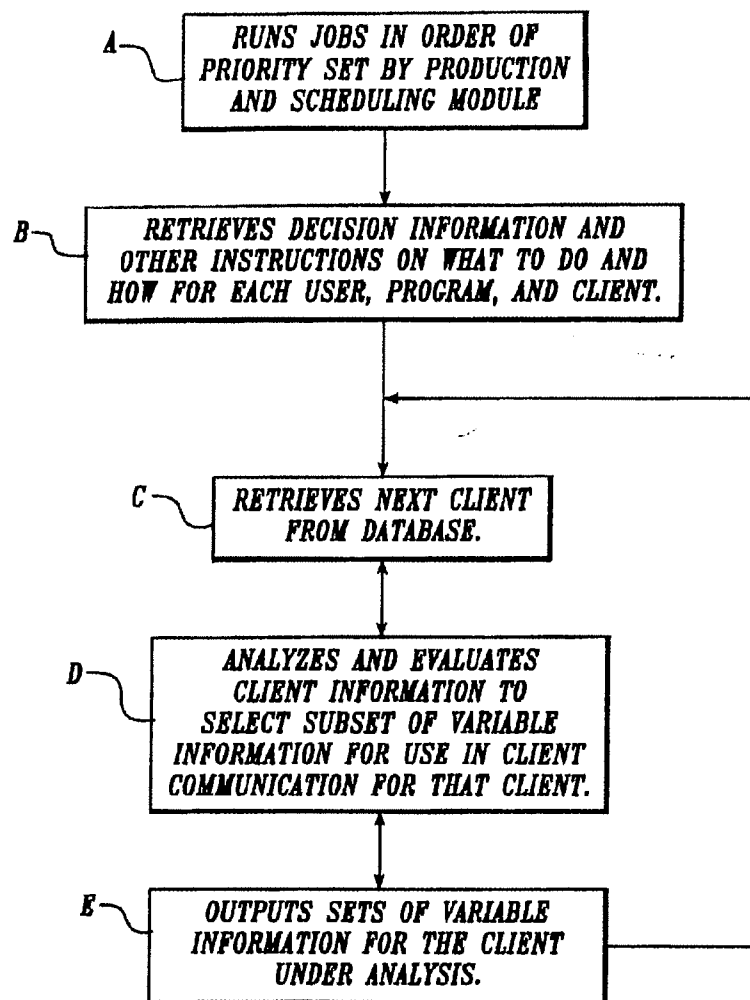 A
RUNS JOBS IN ORDER OF
PRIORITY SET BY PRODUCTION
AND SCHEDULING MODULE
B
RETRIEVES DECISION INFORMATION AND
OTHER INSTRUCTIONS ON WHAT TO DO AND
HOW FOR EACH USER, PROGRAM, AND CLIENT.
C
RETRIEVES NEXT CLIENT
FROM DATABASE.
D
ANALYZES AND EVALUATES
CLIENT INFORMATION TO
SELECT SUBSET OF VARIABLE
INFORMATION FOR USE IN CLIENT
COMMUNICATION FOR THAT CLIENT.
E
OUTPUTS SETS OF VARIABLE
INFORMATION FOR THE CLIENT
UNDER ANALYSIS.